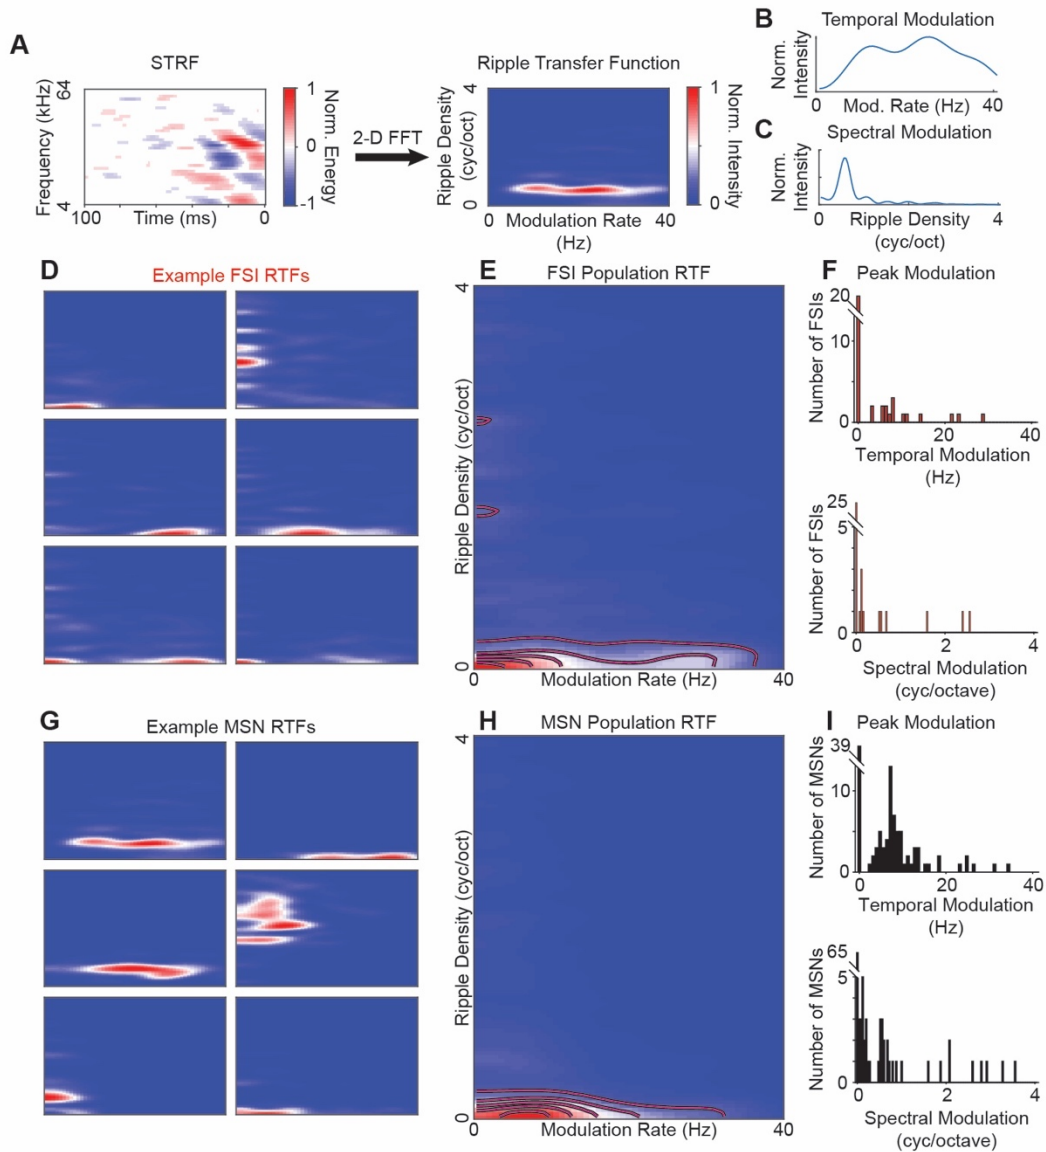 A
STRF
Frequency (kHz)
64
4
100
Time (ms)
0
1
0
-1
Norm. Energy
2-D FFT
Ripple Transfer Function
Ripple Density
(cyc/oct)
4
0
0
Modulation Rate
(Hz)
40
1
0
Norm. Intensity
B
Temporal Modulation
Norm.
Intensity
0
Mod. Rate (Hz)
40
C
Spectral Modulation
Norm.
Intensity
0
Ripple Density
(cyc/oct)
4
D
Example FSI RTFs
E
FSI Population RTF
4
Ripple Density (cyc/oct)
0
0
Modulation Rate (Hz)
40
F
Peak Modulation
Number of FSIs
20
10
0
0
20
40
Temporal Modulation
(Hz)
Number of FSIs
25
5
0
0
2
4
Spectral Modulation
(cyc/octave)
G
Example MSN RTFs
H
MSN Population RTF
4
Ripple Density (cyc/oct)
0
0
Modulation Rate (Hz)
40
I
Peak Modulation
Number of MSNs
39
10
0
0
20
40
Temporal Modulation
(Hz)
Number of MSNs
65
5
0
0
2
4
Spectral Modulation
(cyc/octave)